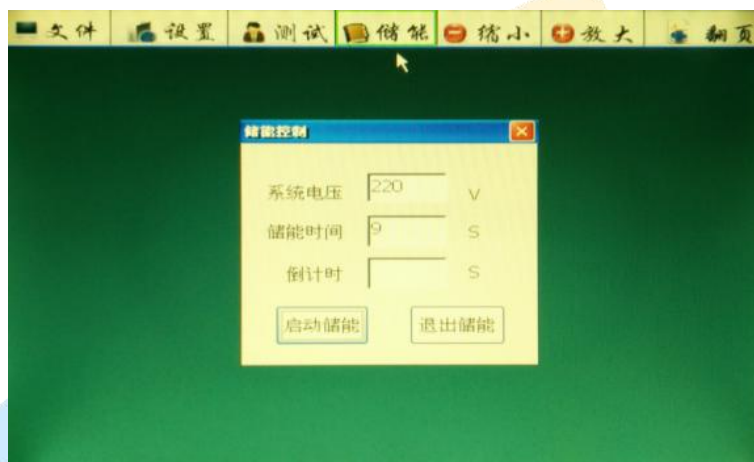 文件 设置 测试 储能 缩小 放大 翻页
储能控制
系统电压 220 V
储能时间 9 S
倒计时 S
启动储能 退出储能